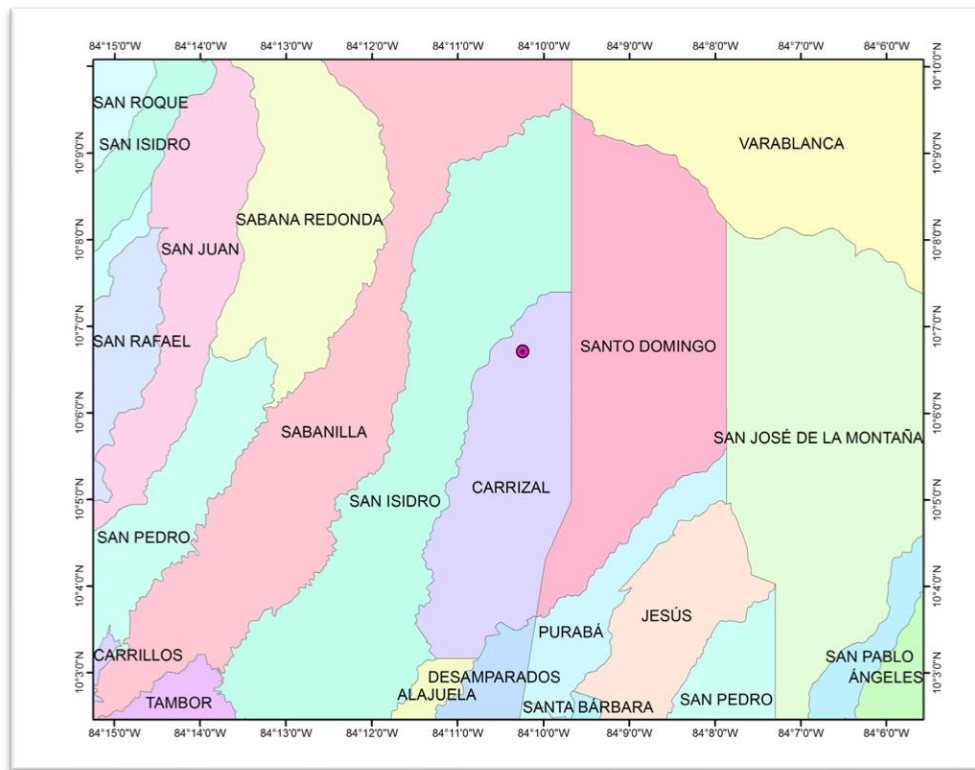 84°15'0"W 84°14'0"W 84°13'0"W 84°12'0"W 84°11'0"W 84°10'0"W 84°9'0"W 84°8'0"W 84°7'0"W 84°6'0"W
10°10'0"N
10°9'0"N
10°8'0"N
10°7'0"N
10°6'0"N
10°5'0"N
10°4'0"N
10°3'0"N
SAN ROQUE
SAN ISIDRO
VARABLANCA
SABANA REDONDA
SAN JUAN
SAN RAFAEL
SANTO DOMINGO
SABANILLA
SAN JOSÉ DE LA MONTAÑA
CARRIZAL
SAN ISIDRO
SAN PEDRO
JESÚS
PURABÁ
CARRILLOS
SAN PABLO
ÁNGELES
DESAMPARADOS
ALAJUELA
TAMBOR
SANTA BÁRBARA
SAN PEDRO
10°10'0"N
10°9'0"N
10°8'0"N
10°7'0"N
10°6'0"N
10°5'0"N
10°4'0"N
10°3'0"N
84°15'0"W 84°14'0"W 84°13'0"W 84°12'0"W 84°11'0"W 84°10'0"W 84°9'0"W 84°8'0"W 84°7'0"W 84°6'0"W